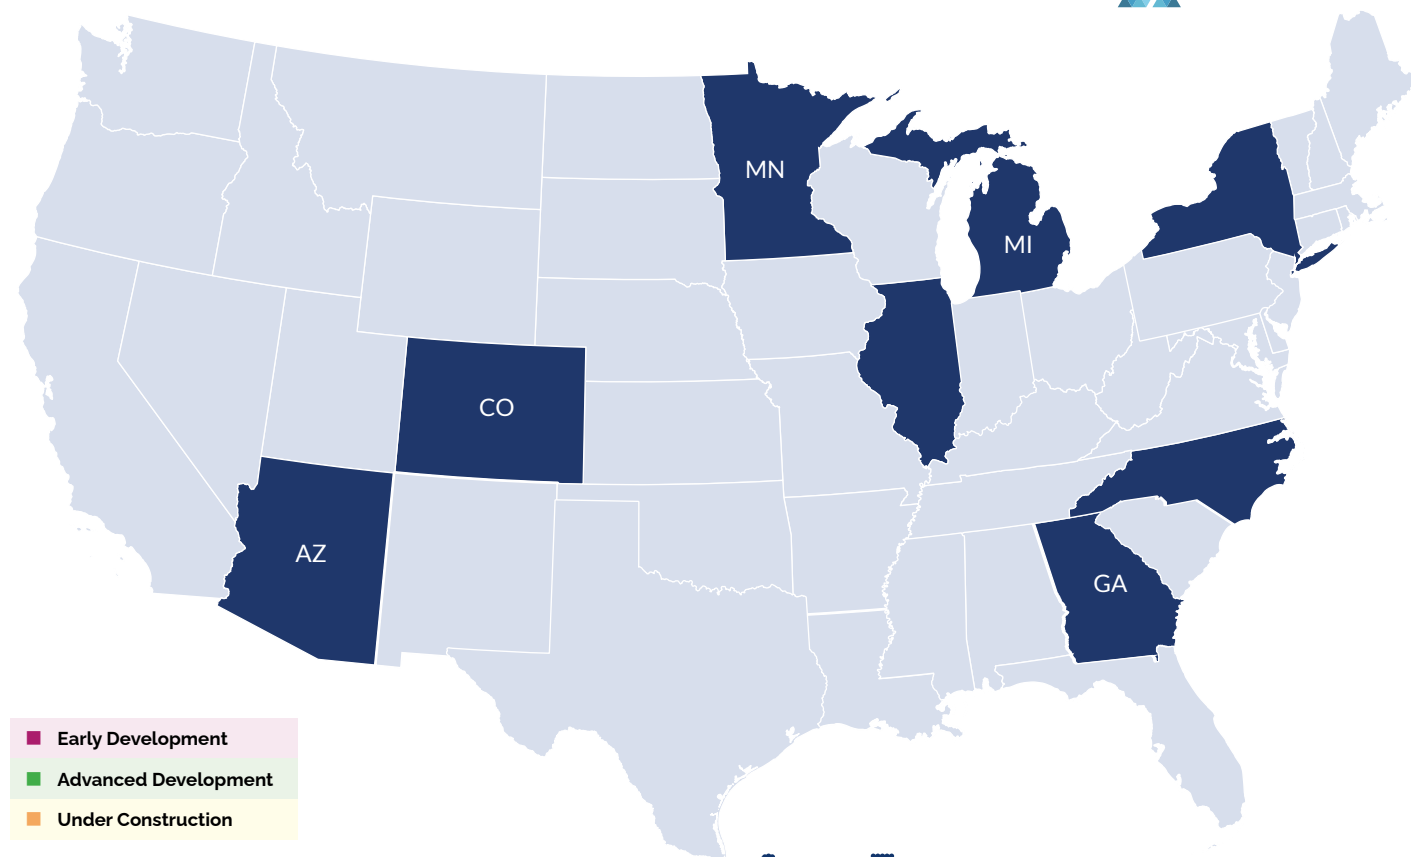 MN
MI
CO
AZ
GA
Early Development
Advanced Development
Under Construction